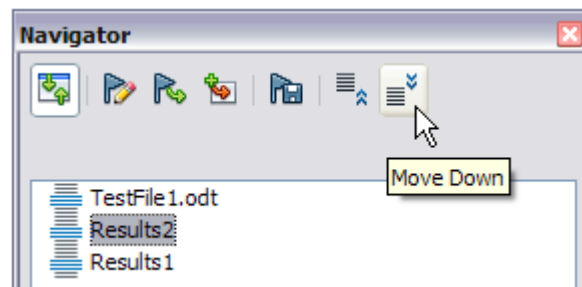 Navigator
Move Down
TestFile1.odt
Results2
Results1